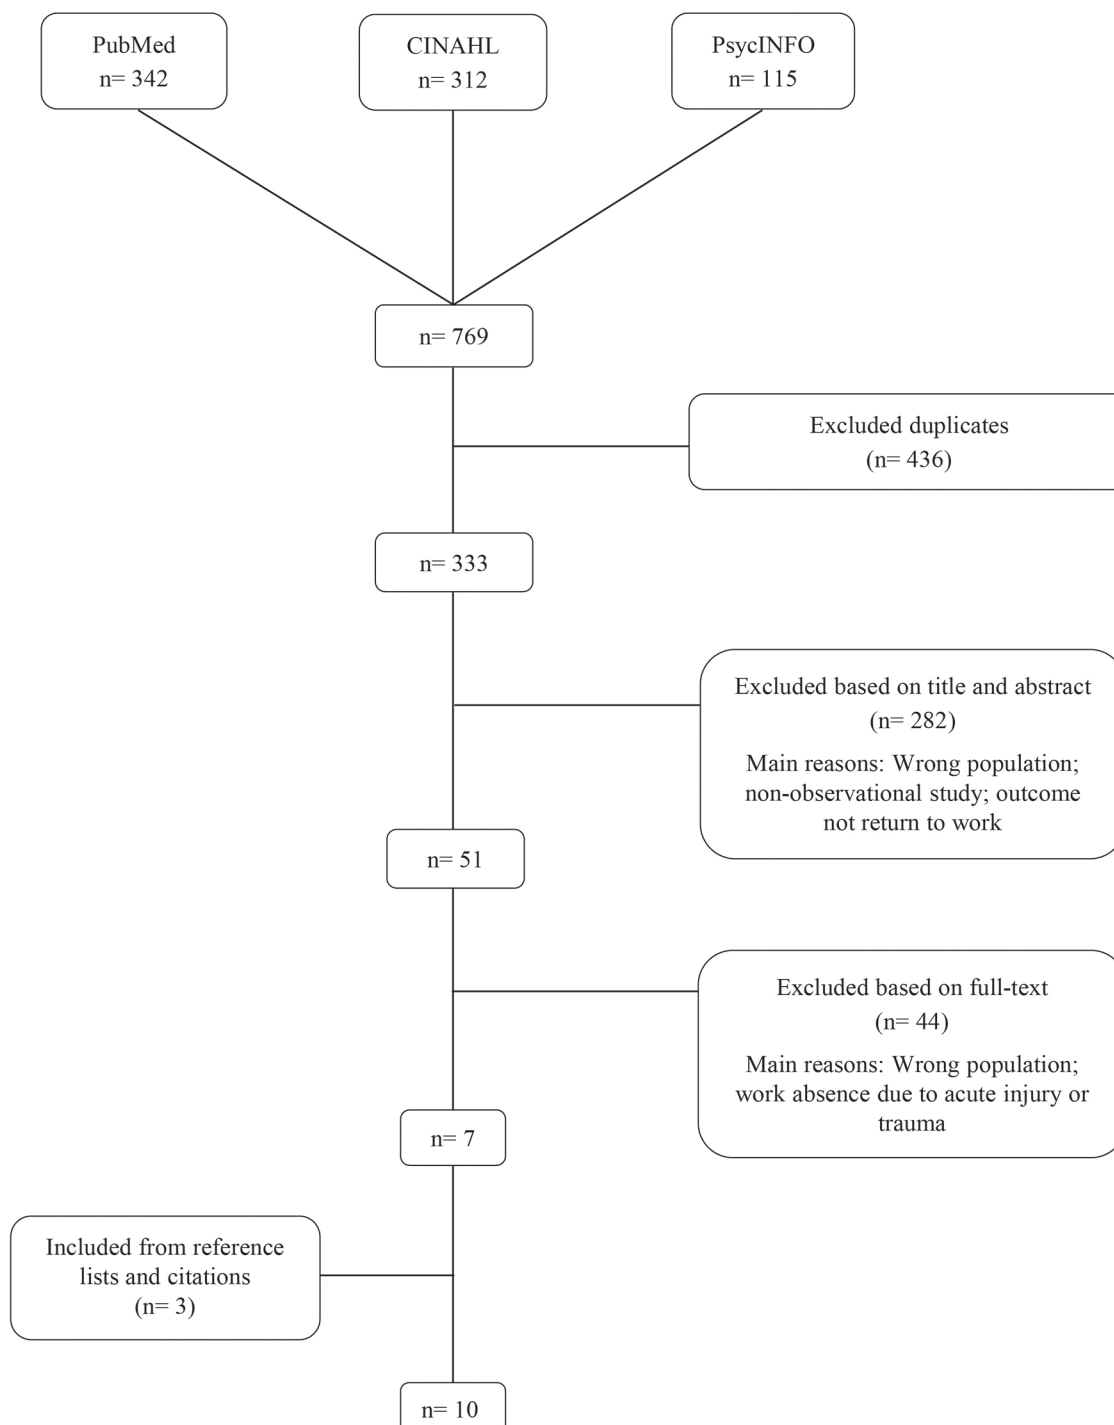 PubMed
n= 342
CINAHL
n= 312
PsycINFO
n= 115
n= 769
Excluded duplicates
(n= 436)
n= 333
Excluded based on title and abstract
(n= 282)
Main reasons: Wrong population;
non-observational study; outcome
not return to work
n= 51
Excluded based on full-text
(n= 44)
Main reasons: Wrong population;
work absence due to acute injury or
trauma
n= 7
Included from reference
lists and citations
(n= 3)
n= 10